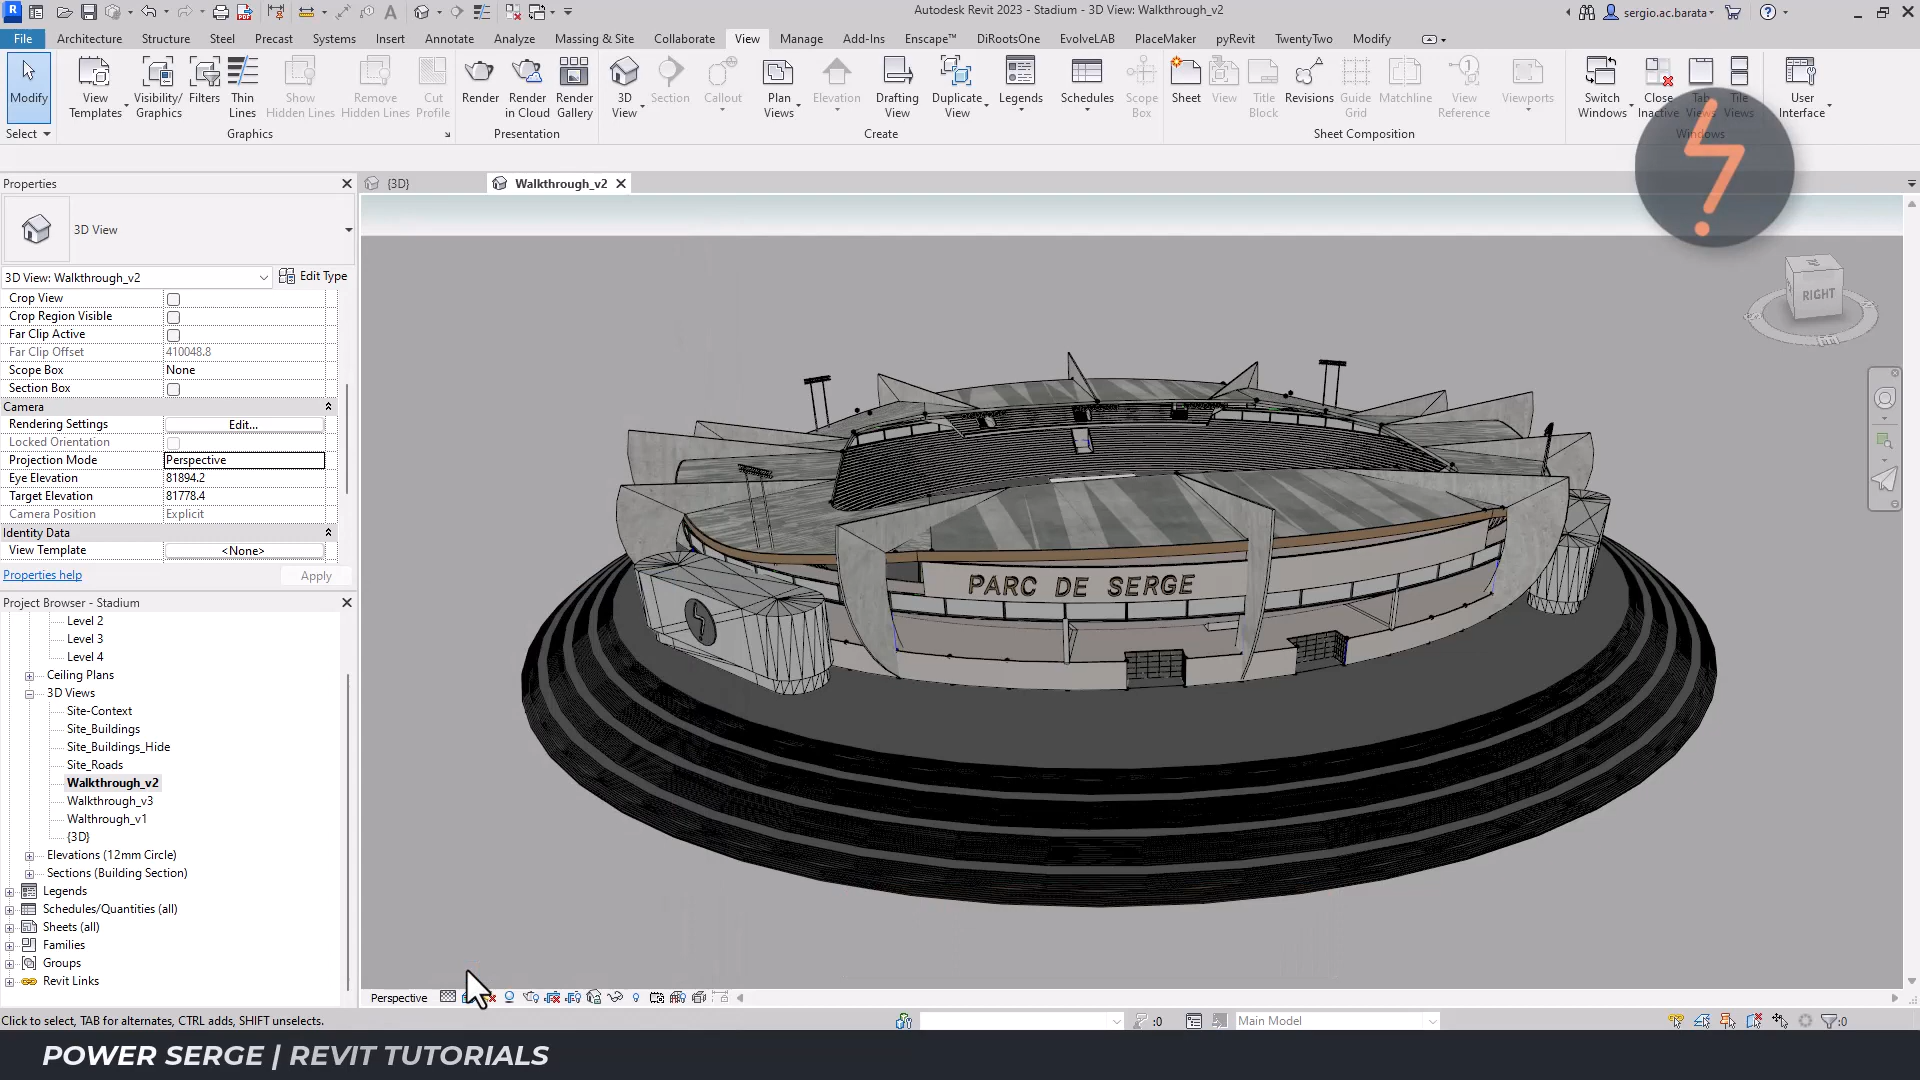 Autodesk Revit 2023 - Stadium - 3D View: Walkthrough_v2
sergio.ac.barata
File Architecture Structure Steel Precast Systems Insert Annotate Analyze Massing & Site Collaborate View Manage Add-Ins Enscape™ DiRootsOne EvolveLAB PlaceMaker pyRevit TwentyTwo Modify
Modify
View Templates
Visibility/ Graphics
Filters
Thin Lines
Show Hidden Lines
Remove Hidden Lines
Cut Profile
Render
Render in Cloud
Render Gallery
3D View
Section
Callout
Plan Views
Elevation
Drafting View
Duplicate View
Legends
Schedules
Scope Box
Sheet
View
Title Block
Revisions
Guide Grid
Matchline
View Reference
Viewports
Switch Windows
Close Inactive
Tab Views
Tile Views
User Interface
Select Graphics Presentation Create Sheet Composition Windows
Properties
{3D}
Walkthrough_v2
3D View
3D View: Walkthrough_v2 Edit Type
Crop View
Crop Region Visible
Far Clip Active
Far Clip Offset 410048.8
Scope Box None
Section Box
Camera
Rendering Settings Edit...
Locked Orientation
Projection Mode Perspective
Eye Elevation 81894.2
Target Elevation 81778.4
Camera Position Explicit
Identity Data
View Template <None>
Properties help Apply
Project Browser - Stadium
Level 2
Level 3
Level 4
Ceiling Plans
3D Views
Site-Context
Site_Buildings
Site_Buildings_Hide
Site_Roads
Walkthrough_v2
Walkthrough_v3
Walthrough_v1
{3D}
Elevations (12mm Circle)
Sections (Building Section)
Legends
Schedules/Quantities (all)
Sheets (all)
Families
Groups
Revit Links
RIGHT
PARC DE SERGE
Perspective
Click to select, TAB for alternates, CTRL adds, SHIFT unselects.
:0
Main Model
:0
POWER SERGE | REVIT TUTORIALS